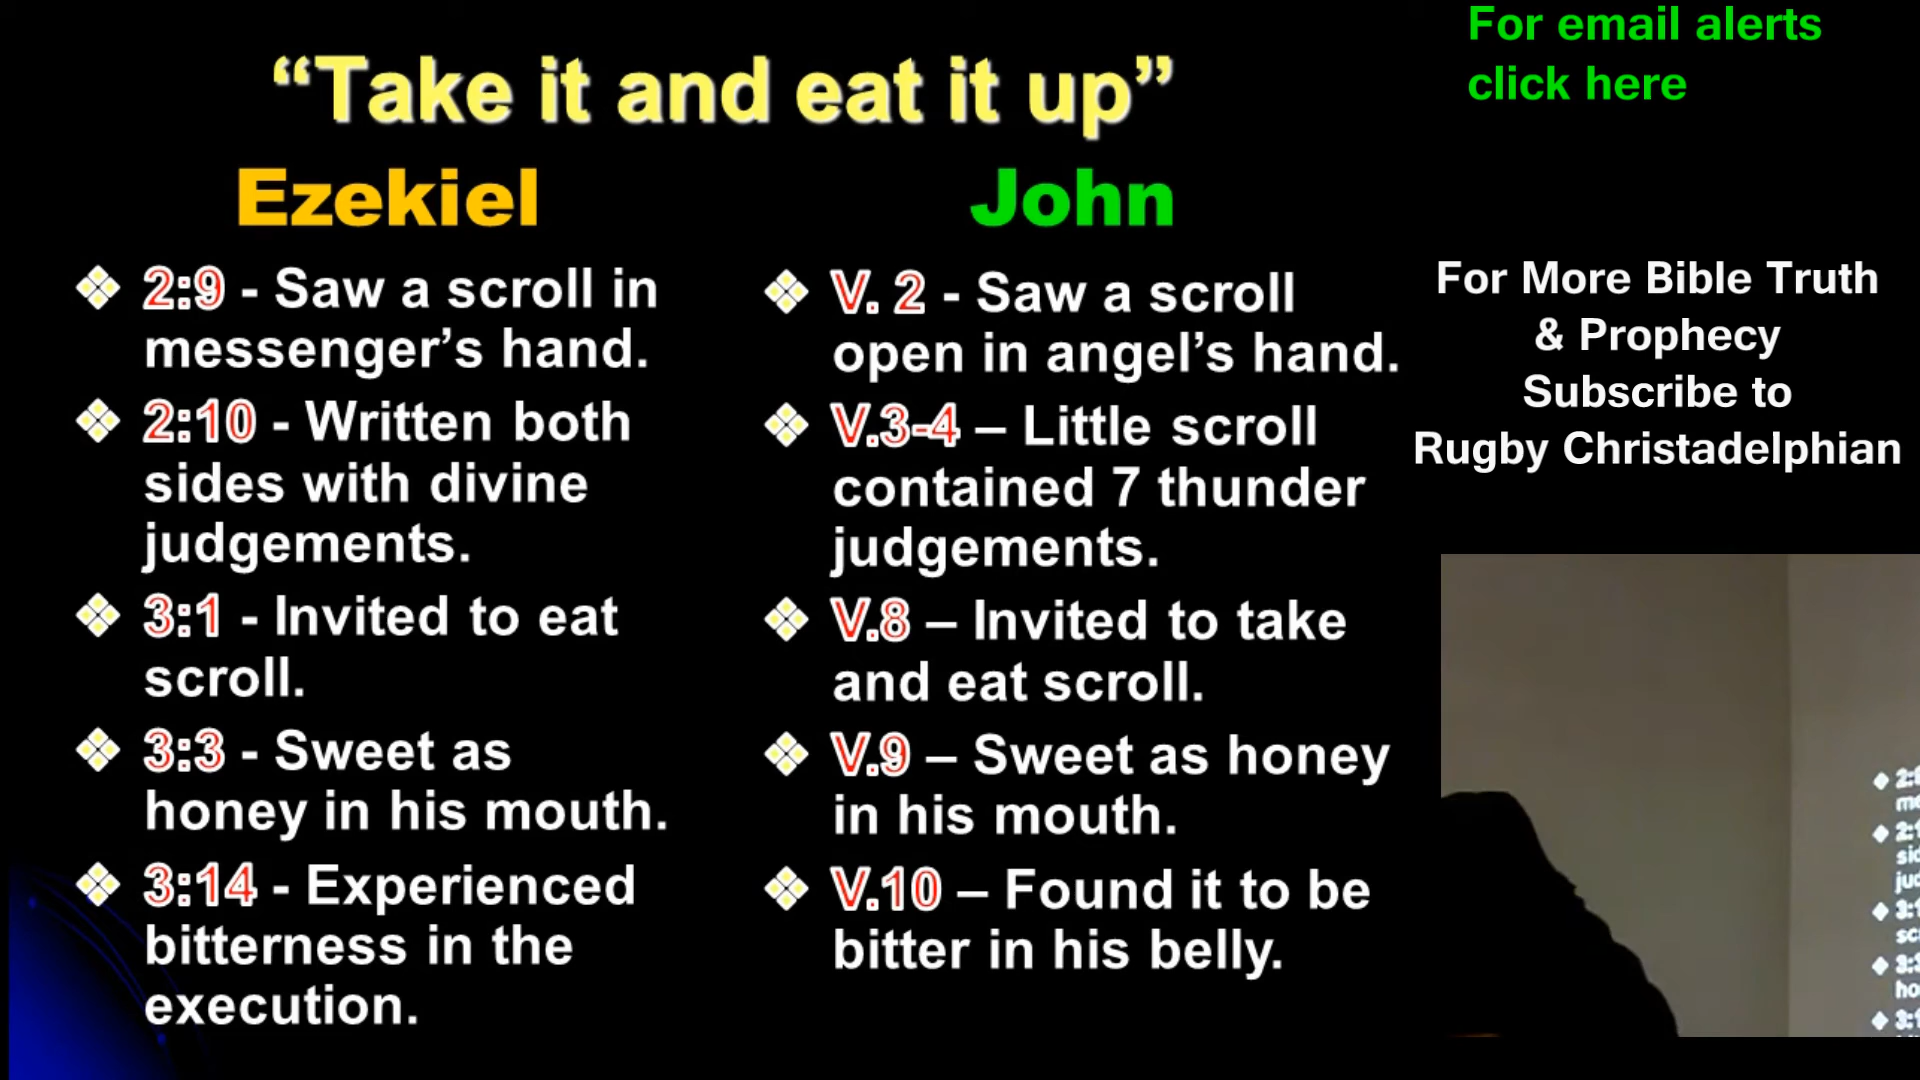 “Take it and eat it up”
Ezekiel
❖ 2:9 - Saw a scroll in
messenger’s hand.
❖ 2:10 - Written both
sides with divine
judgements.
❖ 3:1 - Invited to eat
scroll.
❖ 3:3 - Sweet as
honey in his mouth.
❖ 3:14 - Experienced
bitterness in the
execution.
John
❖ V. 2 - Saw a scroll
open in angel’s hand.
❖ V.3-4 – Little scroll
contained 7 thunder
judgements.
❖ V.8 – Invited to take
and eat scroll.
❖ V.9 – Sweet as honey
in his mouth.
❖ V.10 – Found it to be
bitter in his belly.
For email alerts
click here
For More Bible Truth
& Prophecy
Subscribe to
Rugby Christadelphian